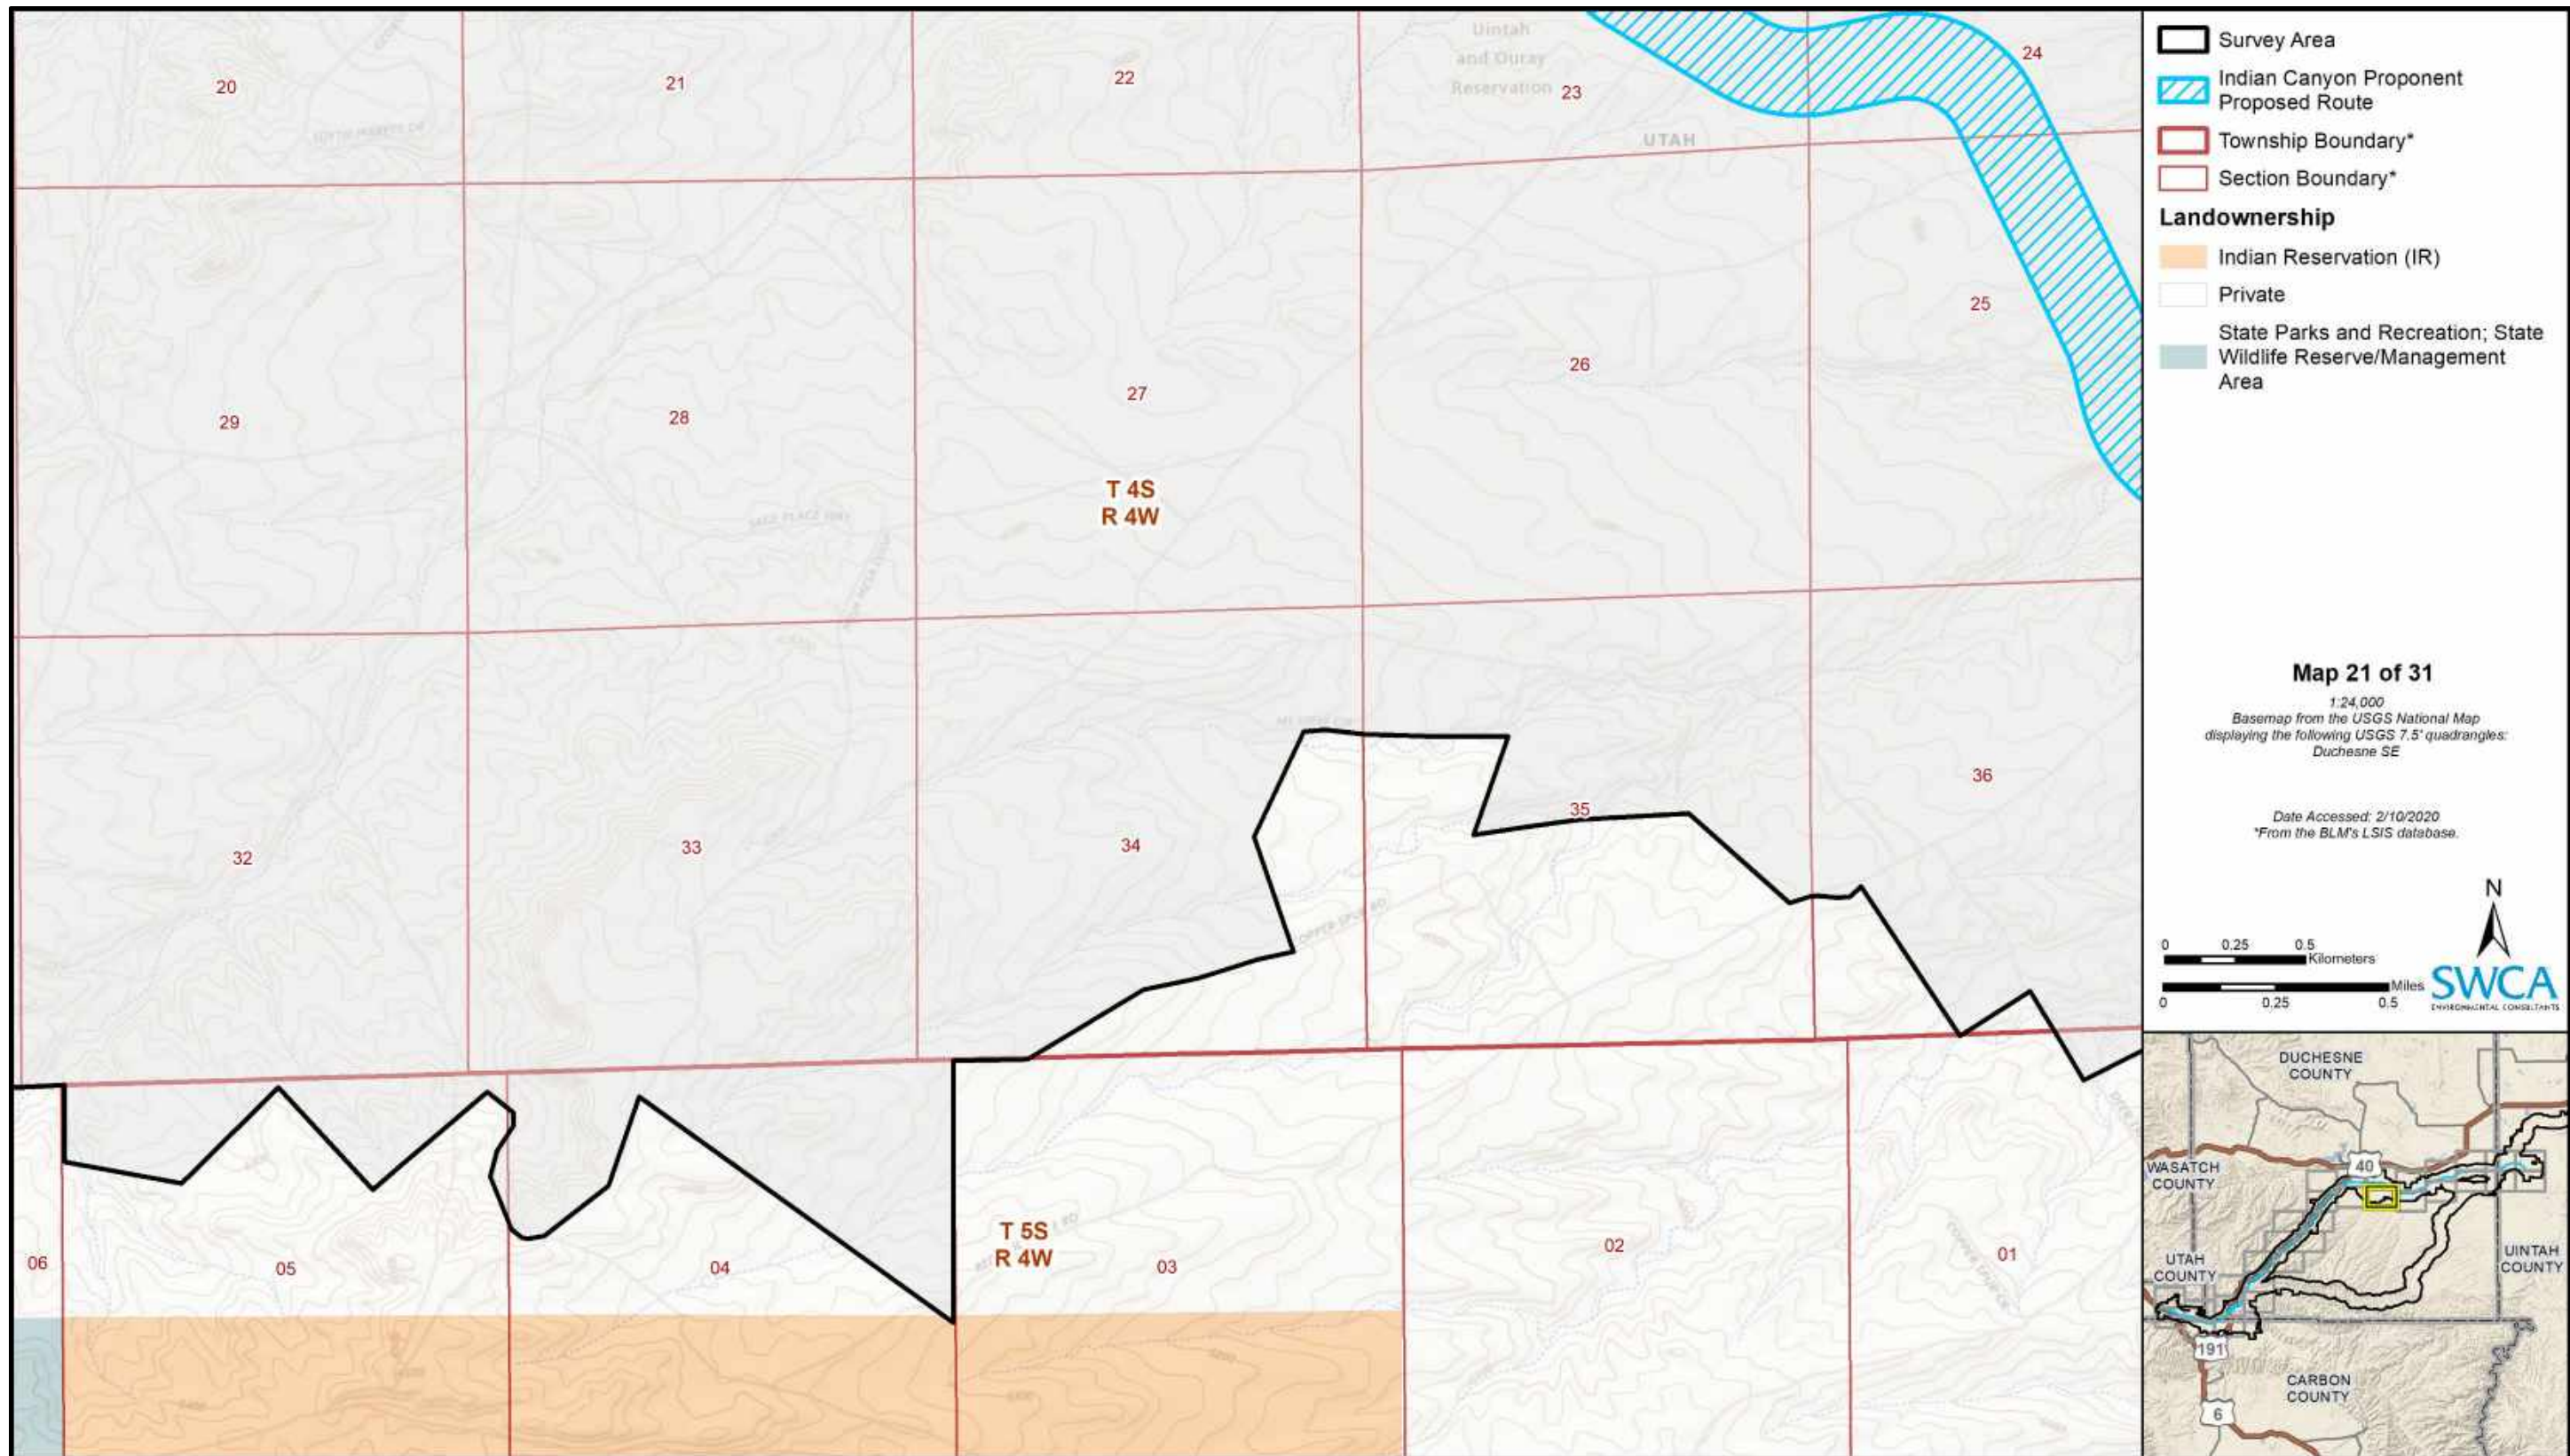 Uintah
and Ouray
Reservation
20
21
22
23
24
UTAH
29
28
27
26
25
T 4S
R 4W
32
33
34
35
36
06
05
04
T 5S
R 4W
03
02
01
Survey Area
Indian Canyon Proponent
Proposed Route
Township Boundary*
Section Boundary*
Landownership
Indian Reservation (IR)
Private
State Parks and Recreation; State
Wildlife Reserve/Management
Area
Map 21 of 31
1:24,000
Basemap from the USGS National Map
displaying the following USGS 7.5' quadrangles:
Duchesne SE
Date Accessed: 2/10/2020
*From the BLM's LSIS database.
N
0 0.25 0.5
Kilometers
Miles
0 0.25 0.5
SWCA
ENVIRONMENTAL CONSULTANTS
DUCHESNE
COUNTY
WASATCH
COUNTY
40
UTAH
COUNTY
UINTAH
COUNTY
191
CARBON
COUNTY
6